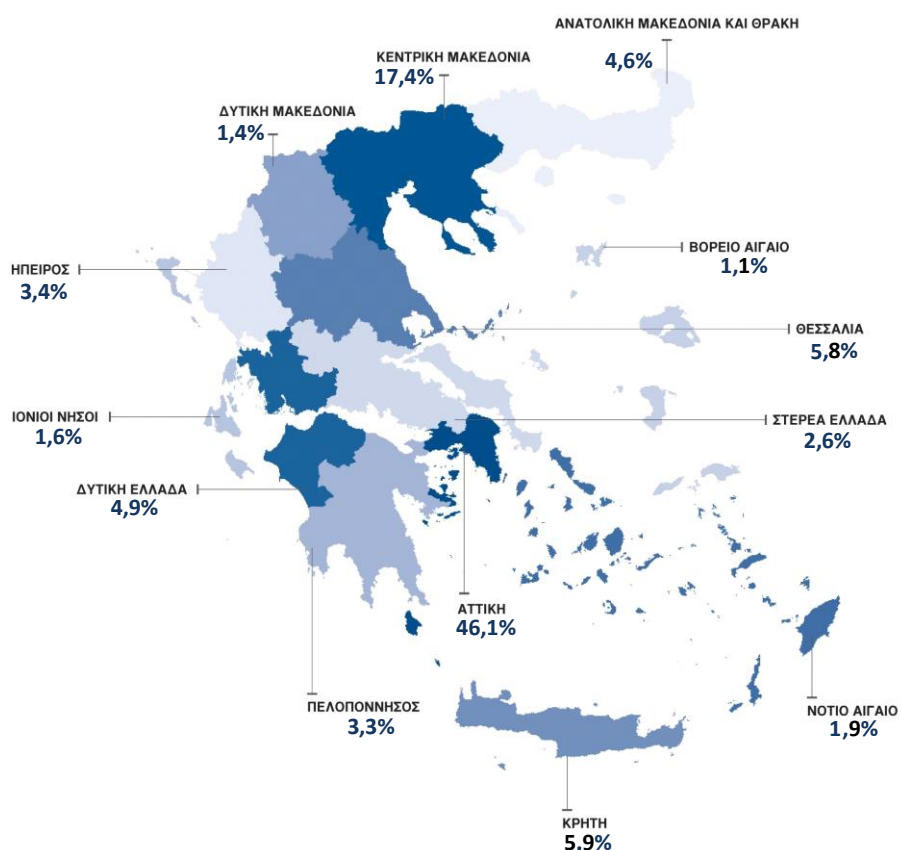 ΑΝΑΤΟΛΙΚΗ ΜΑΚΕΔΟΝΙΑ ΚΑΙ ΘΡΑΚΗ
4,6%
ΚΕΝΤΡΙΚΗ ΜΑΚΕΔΟΝΙΑ
17,4%
ΔΥΤΙΚΗ ΜΑΚΕΔΟΝΙΑ
1,4%
ΒΟΡΕΙΟ ΑΙΓΑΙΟ
1,1%
ΗΠΕΙΡΟΣ
3,4%
ΘΕΣΣΑΛΙΑ
5,8%
ΙΟΝΙΟΙ ΝΗΣΟΙ
1,6%
ΣΤΕΡΕΑ ΕΛΛΑΔΑ
2,6%
ΔΥΤΙΚΗ ΕΛΛΑΔΑ
4,9%
ΑΤΤΙΚΗ
46,1%
ΠΕΛΟΠΟΝΝΗΣΟΣ
3,3%
ΝΟΤΙΟ ΑΙΓΑΙΟ
1,9%
ΚΡΗΤΗ
5,9%